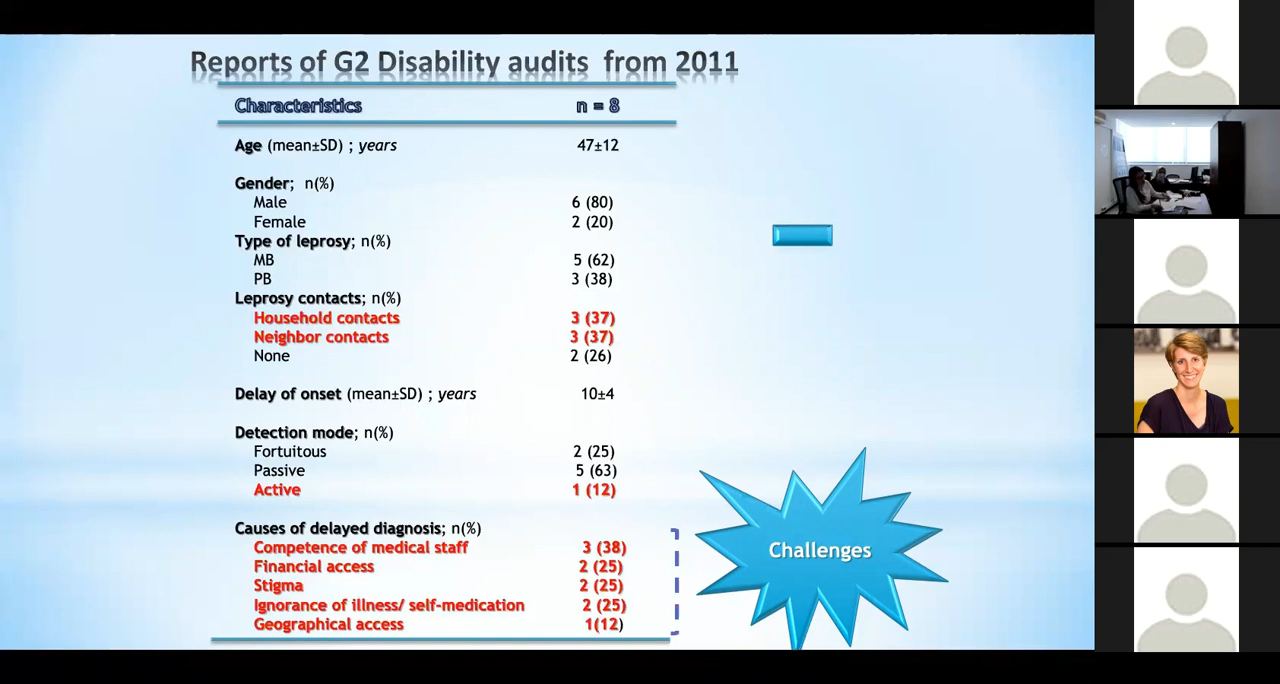 Reports of G2 Disability audits from 2011
Characteristics n = 8
Age (mean±SD) ; years 47±12
Gender; n(%)
Male 6 (80)
Female 2 (20)
Type of leprosy; n(%)
MB 5 (62)
PB 3 (38)
Leprosy contacts; n(%)
Household contacts 3 (37)
Neighbor contacts 3 (37)
None 2 (26)
Delay of onset (mean±SD) ; years 10±4
Detection mode; n(%)
Fortuitous 2 (25)
Passive 5 (63)
Active 1 (12)
Causes of delayed diagnosis; n(%)
Competence of medical staff 3 (38)
Financial access 2 (25)
Stigma 2 (25)
Ignorance of illness/ self-medication 2 (25)
Geographical access 1(12)
Challenges